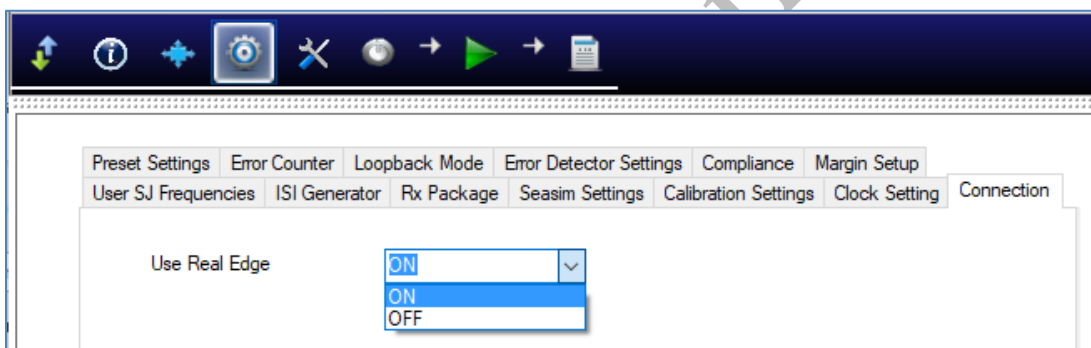 Preset Settings Error Counter Loopback Mode Error Detector Settings Compliance Margin Setup
User SJ Frequencies ISI Generator Rx Package Seasim Settings Calibration Settings Clock Setting Connection
Use Real Edge ON
ON
OFF